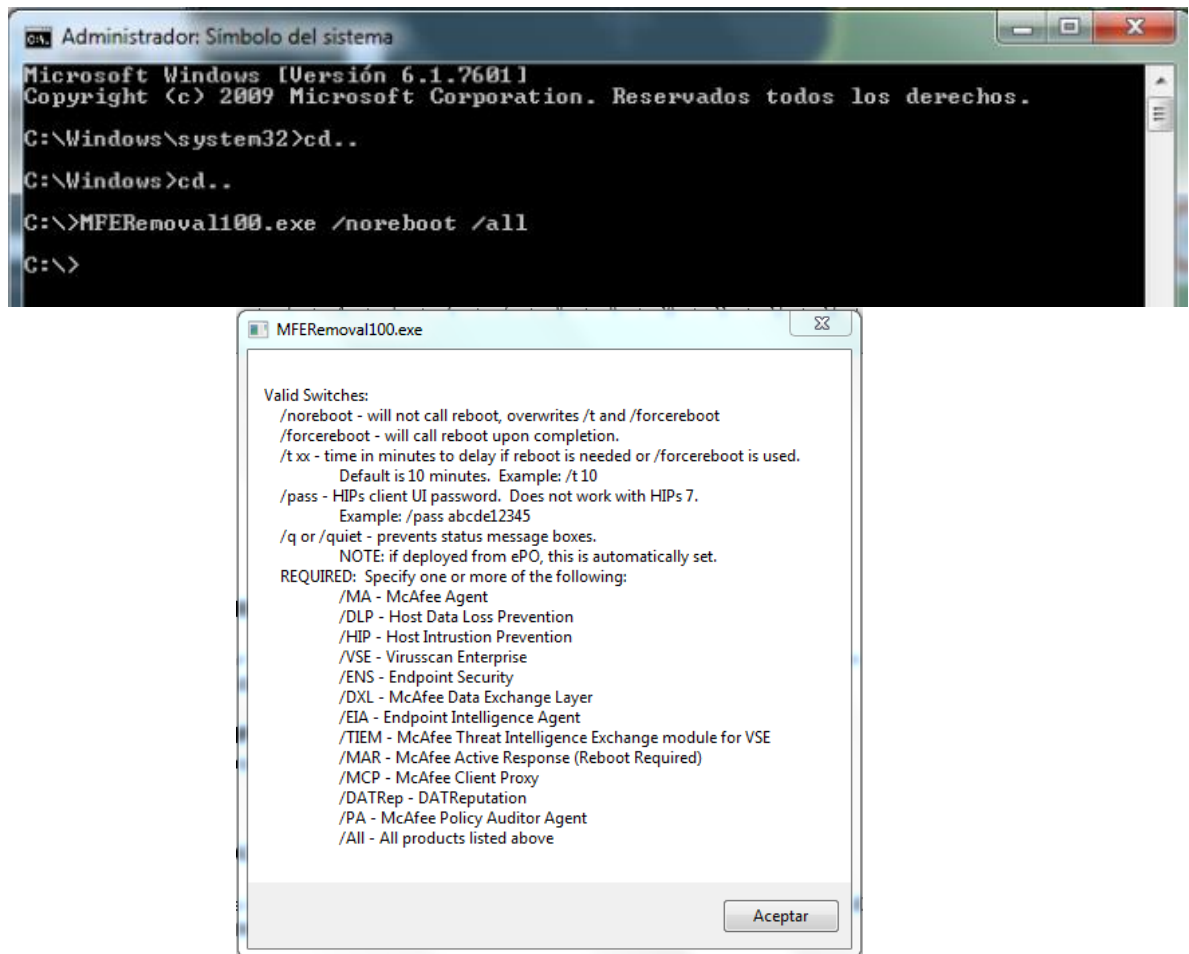 Administrador: Símbolo del sistema
Microsoft Windows [Versión 6.1.7601]
Copyright (c) 2009 Microsoft Corporation. Reservados todos los derechos.
C:\Windows\system32>cd..
C:\Windows>cd..
C:\>MFERemoval100.exe /noreboot /all
C:\>
MFERemoval100.exe
Valid Switches:
/noreboot - will not call reboot, overwrites /t and /forcereboot
/forcereboot - will call reboot upon completion.
/t xx - time in minutes to delay if reboot is needed or /forcereboot is used.
Default is 10 minutes. Example: /t 10
/pass - HIPs client UI password. Does not work with HIPs 7.
Example: /pass abcde12345
/q or /quiet - prevents status message boxes.
NOTE: if deployed from ePO, this is automatically set.
REQUIRED: Specify one or more of the following:
/MA - McAfee Agent
/DLP - Host Data Loss Prevention
/HIP - Host Intrusion Prevention
/VSE - Virusscan Enterprise
/ENS - Endpoint Security
/DXL - McAfee Data Exchange Layer
/EIA - Endpoint Intelligence Agent
/TIEM - McAfee Threat Intelligence Exchange module for VSE
/MAR - McAfee Active Response (Reboot Required)
/MCP - McAfee Client Proxy
/DATRep - DATReputation
/PA - McAfee Policy Auditor Agent
/All - All products listed above
Aceptar